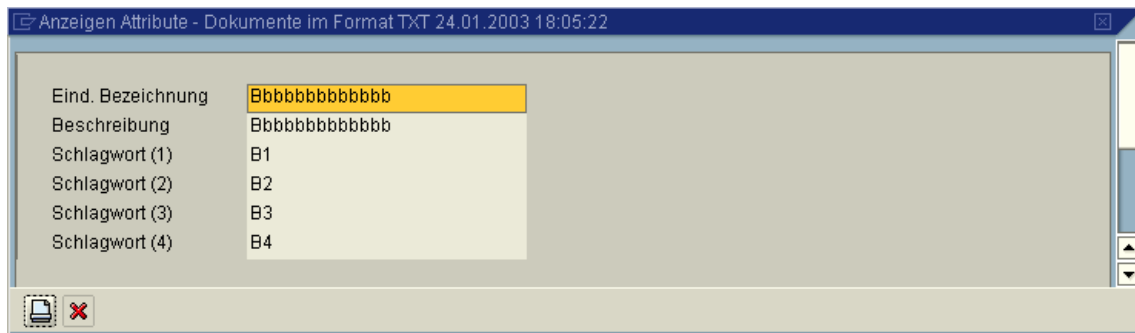 Anzeigen Attribute - Dokumente im Format TXT 24.01.2003 18:05:22
Eind. Bezeichnung Bbbbbbbbbbbbb
Beschreibung Bbbbbbbbbbbbb
Schlagwort (1) B1
Schlagwort (2) B2
Schlagwort (3) B3
Schlagwort (4) B4